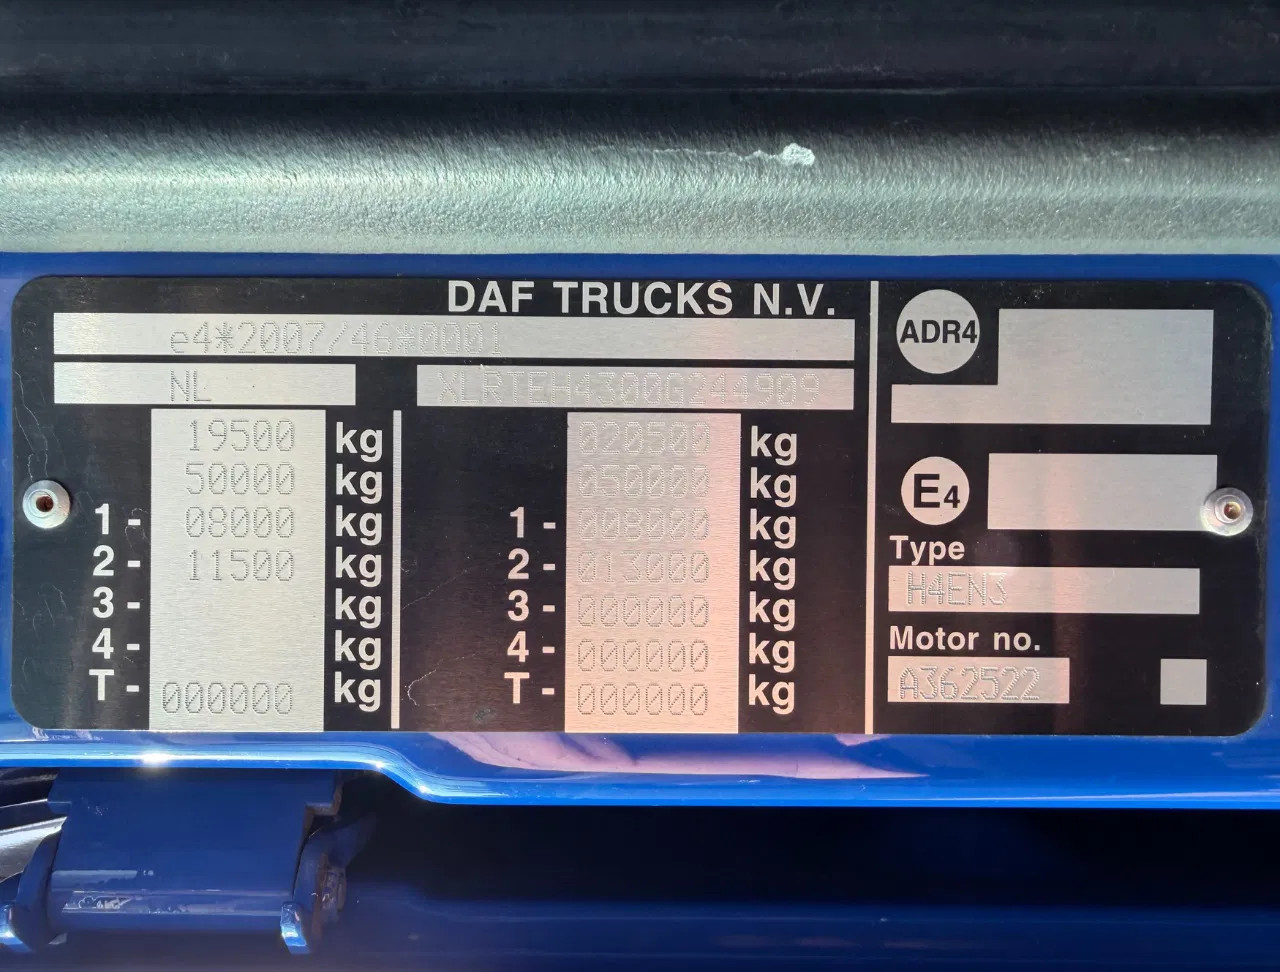 DAF TRUCKS N.V.
e4*2007/46*0001
NL XLRTEH4300G244909
19500 kg 020500 kg
50000 kg 050000 kg
1 - 08000 kg 1 - 008000 kg
2 - 11500 kg 2 - 013000 kg
3 - kg 3 - 000000 kg
4 - kg 4 - 000000 kg
T - 000000 kg T - 000000 kg
ADR4
E4
Type
H4EN3
Motor no.
A362522